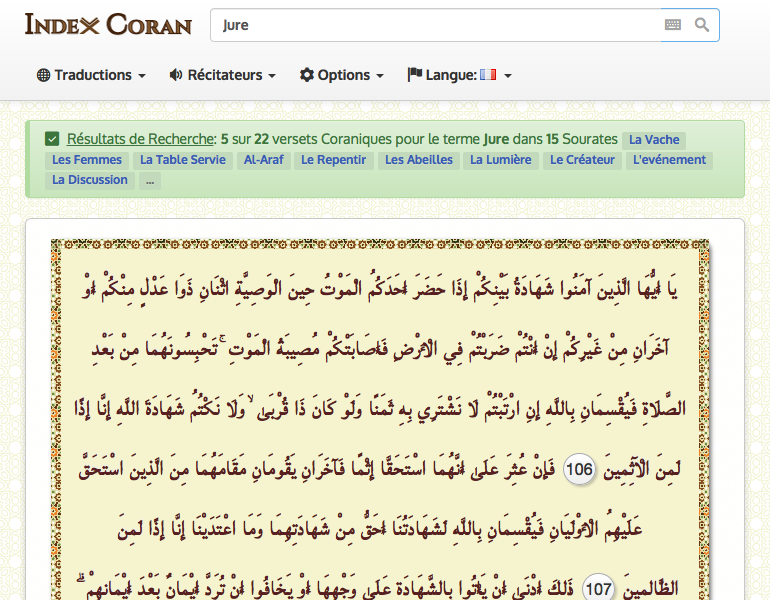 Index Coran
Jure
Traductions
Récitateurs
Options
Langue:
Résultats de Recherche: 5 sur 22 versets Coraniques pour le terme Jure dans 15 Sourates La Vache
Les Femmes La Table Servie Al-Araf Le Repentir Les Abeilles La Lumière Le Créateur L'evénement
La Discussion ...
يَا أَيُّهَا الَّذِينَ آمَنُوا شَهَادَةُ بَيْنِكُمْ إِذَا حَضَرَ أَحَدَكُمُ الْمَوْتُ حِينَ الْوَصِيَّةِ اثْنَانِ ذَوَا عَدْلٍ مِنْكُمْ أَوْ
آخَرَانِ مِنْ غَيْرِكُمْ إِنْ أَنْتُمْ ضَرَبْتُمْ فِي الْأَرْضِ فَأَصَابَتْكُمْ مُصِيبَةُ الْمَوْتِ ۚ تَحْبِسُونَهُمَا مِنْ بَعْدِ
الصَّلَاةِ فَيُقْسِمَانِ بِاللَّهِ إِنِ ارْتَبْتُمْ لَا نَشْتَرِي بِهِ ثَمَنًا وَلَوْ كَانَ ذَا قُرْبَىٰ ۙ وَلَا نَكْتُمُ شَهَادَةَ اللَّهِ إِنَّا إِذًا
لَمِنَ الْآثِمِينَ 106 فَإِنْ عُثِرَ عَلَىٰ أَنَّهُمَا اسْتَحَقَّا إِثْمًا فَآخَرَانِ يَقُومَانِ مَقَامَهُمَا مِنَ الَّذِينَ اسْتَحَقَّ
عَلَيْهِمُ الْأَوْلَيَانِ فَيُقْسِمَانِ بِاللَّهِ لَشَهَادَتُنَا أَحَقُّ مِنْ شَهَادَتِهِمَا وَمَا اعْتَدَيْنَا إِنَّا إِذًا لَمِنَ
الظَّالِمِينَ 107 ذَٰلِكَ أَدْنَىٰ أَنْ يَأْتُوا بِالشَّهَادَةِ عَلَىٰ وَجْهِهَا أَوْ يَخَافُوا أَنْ تُرَدَّ أَيْمَانٌ بَعْدَ أَيْمَانِهِمْ ۗ